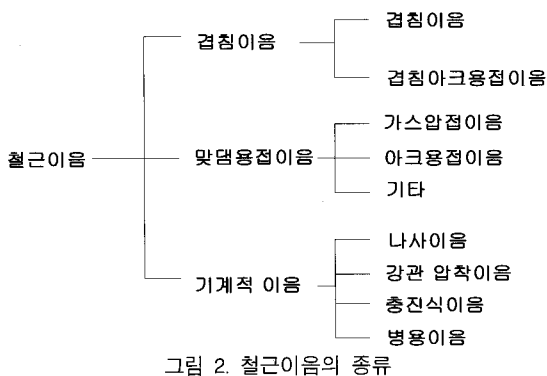 철근이음
겹침이음
겹침이음
겹침아크용접이음
맞댐용접이음
가스압접이음
아크용접이음
기타
기계적 이음
나사이음
강관 압착이음
충진식이음
병용이음
그림 2. 철근이음의 종류